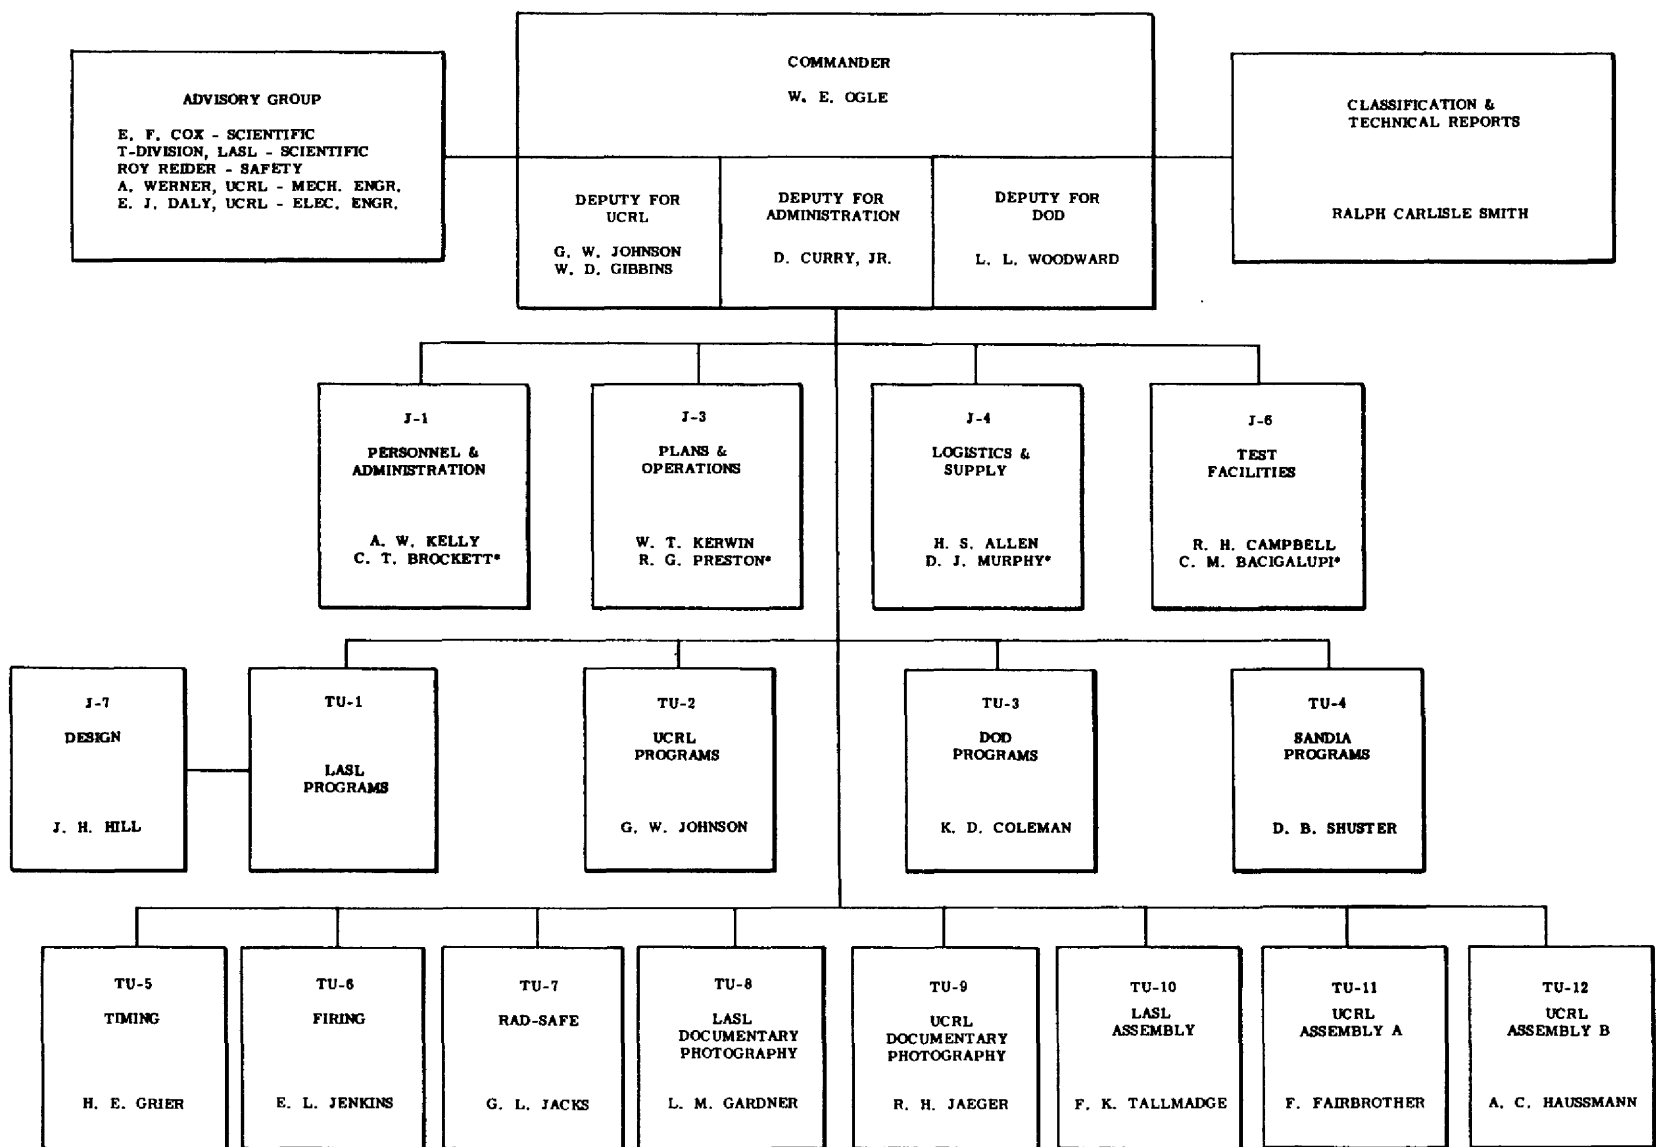 ADVISORY GROUP
E. F. COX - SCIENTIFIC
T-DIVISION, LASL - SCIENTIFIC
ROY REIDER - SAFETY
A. WERNER, UCRL - MECH. ENGR.
E. J. DALY, UCRL - ELEC. ENGR.
COMMANDER
W. E. OGLE
DEPUTY FOR
UCRL
G. W. JOHNSON
W. D. GIBBINS
DEPUTY FOR
ADMINISTRATION
D. CURRY, JR.
DEPUTY FOR
DOD
L. L. WOODWARD
CLASSIFICATION &
TECHNICAL REPORTS
RALPH CARLISLE SMITH
J-1
PERSONNEL &
ADMINISTRATION
A. W. KELLY
C. T. BROCKETT*
J-3
PLANS &
OPERATIONS
W. T. KERWIN
R. G. PRESTON*
J-4
LOGISTICS &
SUPPLY
H. S. ALLEN
D. J. MURPHY*
J-6
TEST
FACILITIES
R. H. CAMPBELL
C. M. BACIGALUPI*
J-7
DESIGN
J. H. HILL
TU-1
LASL
PROGRAMS
TU-2
UCRL
PROGRAMS
G. W. JOHNSON
TU-3
DOD
PROGRAMS
K. D. COLEMAN
TU-4
SANDIA
PROGRAMS
D. B. SHUSTER
TU-5
TIMING
H. E. GRIER
TU-6
FIRING
E. L. JENKINS
TU-7
RAD-SAFE
G. L. JACKS
TU-8
LASL
DOCUMENTARY
PHOTOGRAPHY
L. M. GARDNER
TU-9
UCRL
DOCUMENTARY
PHOTOGRAPHY
R. H. JAEGER
TU-10
LASL
ASSEMBLY
F. K. TALLMADGE
TU-11
UCRL
ASSEMBLY A
F. FAIRBROTHER
TU-12
UCRL
ASSEMBLY B
A. C. HAUSSMANN